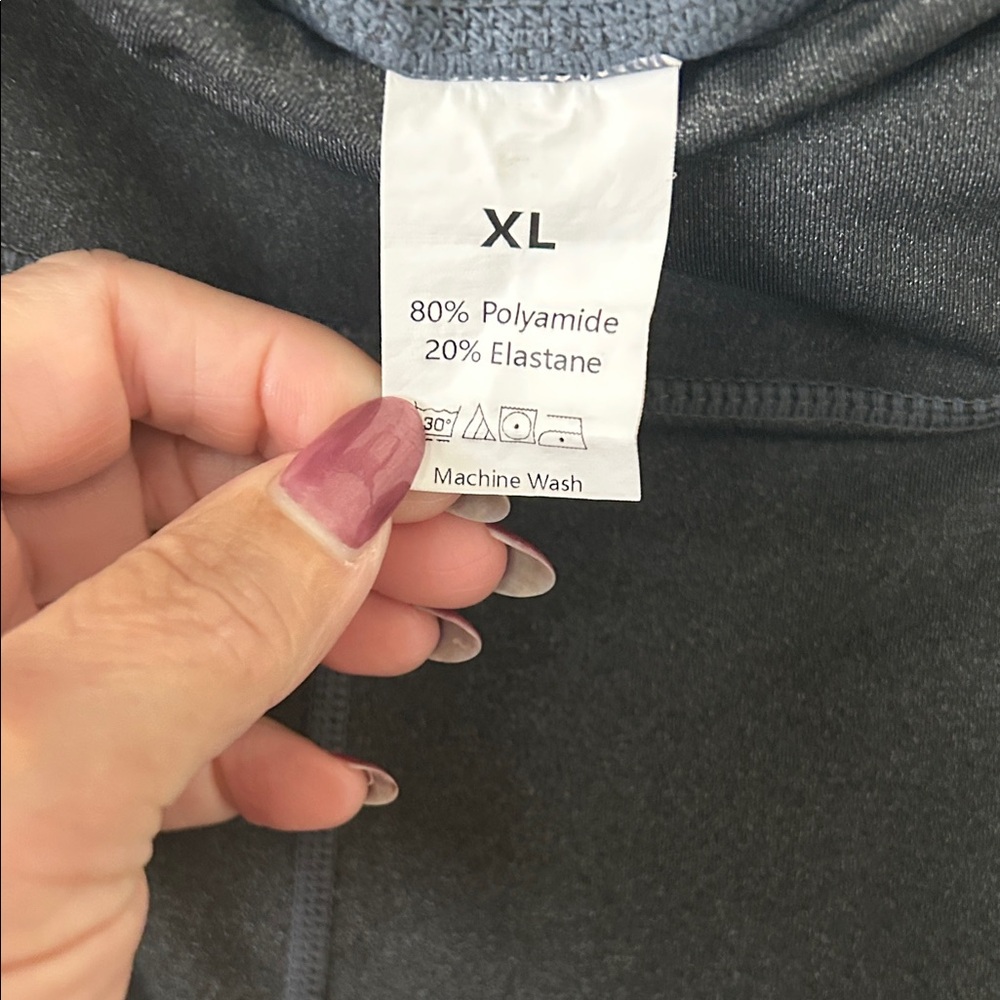 XL
80% Polyamide
20% Elastane
30°
Machine Wash